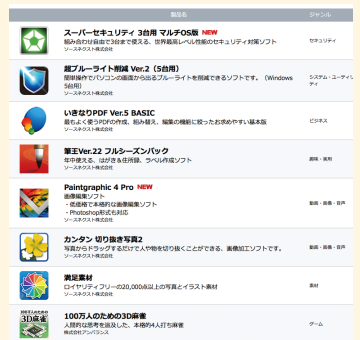 製品名 ジャンル
スーパーセキュリティ 3台用 マルチOS版 NEW
組み合わせ自由で3台まで使える、世界最高レベル性能のセキュリティ対策ソフト
ソースネクスト株式会社
セキュリティ
超ブルーライト削減 Ver.2（5台用）
簡単操作でパソコンの画面から出るブルーライトを削減できるソフトです。（Windows
5台用）
ソースネクスト株式会社
システム・ユーティリ
ティ
いきなりPDF Ver.5 BASIC
最もよく使うPDFの作成、組み替え、編集の機能に絞ったお求めやすい基本版
ソースネクスト株式会社
ビジネス
筆王Ver.22 フルシーズンパック
年中使える、はがき&住所録、ラベル作成ソフト
ソースネクスト株式会社
趣味・実用
Paintgraphic 4 Pro NEW
画像編集ソフト
・低価格で本格的な画像編集ソフト
・Photoshop形式も対応
ソースネクスト株式会社
動画・画像・音声
カンタン 切り抜き写真2
写真からドラッグするだけで人や物を切り抜くことができる、画像加工ソフトです。
ソースネクスト株式会社
動画・画像・音声
満足素材
ロイヤリティフリーの20,000点以上の写真とイラスト素材
ソースネクスト株式会社
素材
100万人のための
3D麻雀
100万人のための3D麻雀
人間的な思考を追及した、本格的4人打ち麻雀
株式会社アンバランス
ゲーム